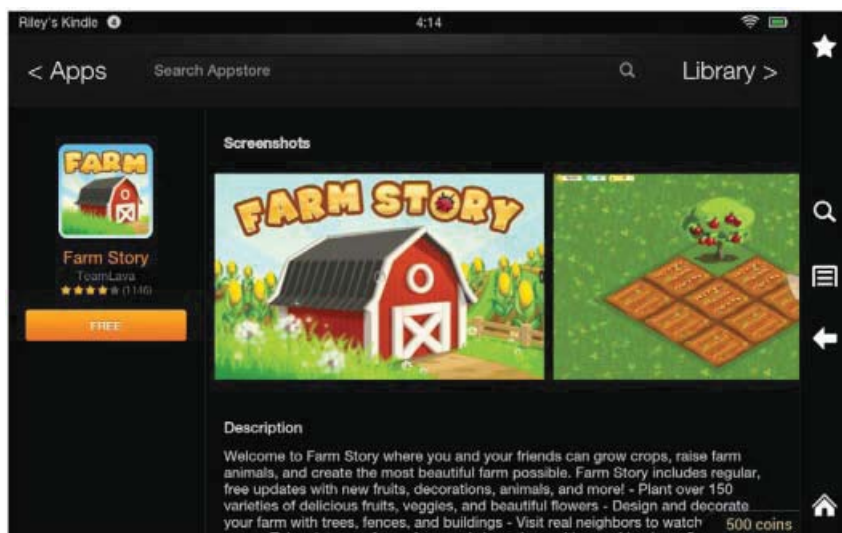 Riley's Kindle 4
4:14
< Apps
Search Appstore
Library >
FARM
Farm Story
TeamLava
(1146)
FREE
Screenshots
FARM STORY
Description
Welcome to Farm Story where you and your friends can grow crops, raise farm
animals, and create the most beautiful farm possible. Farm Story includes regular,
free updates with new fruits, decorations, animals, and more! - Plant over 150
varieties of delicious fruits, veggies, and beautiful flowers - Design and decorate
your farm with trees, fences, and buildings - Visit real neighbors to watch
500 coins